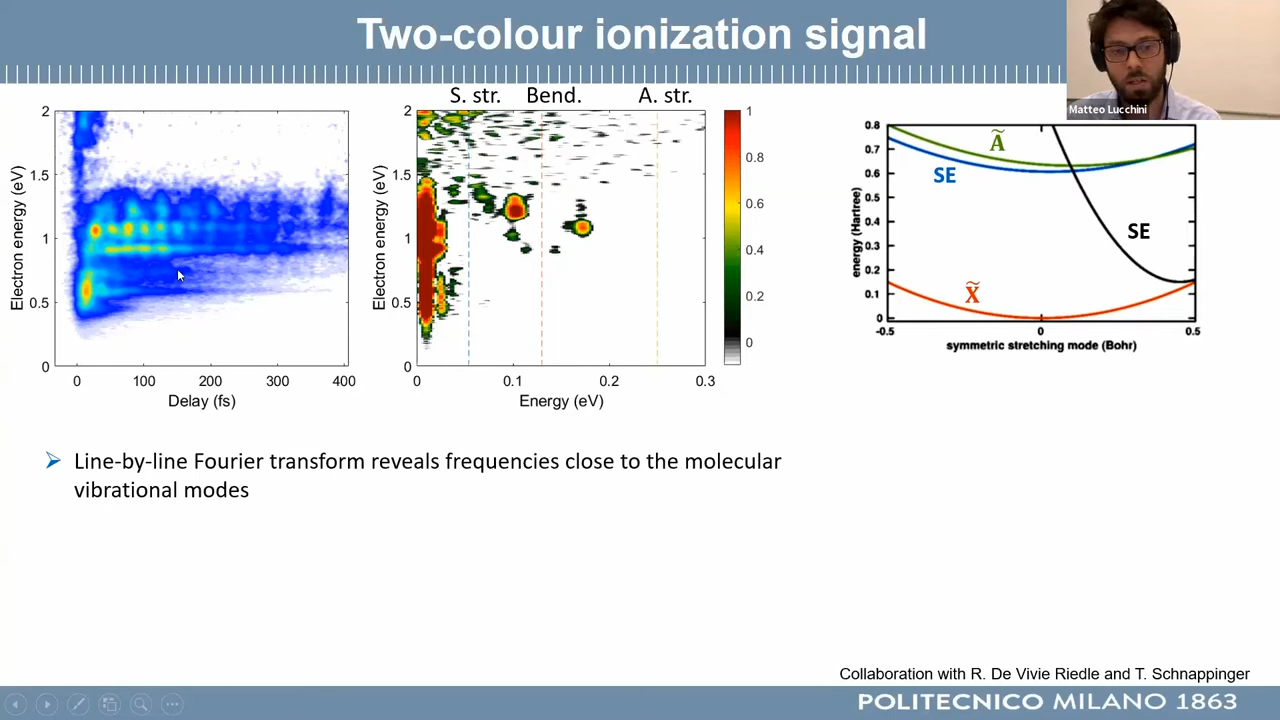 Two-colour ionization signal
Matteo Lucchini
S. str.
Bend.
A. str.
2
1.5
1
0.5
0
Electron energy (eV)
0
100
200
300
400
Delay (fs)
2
1.5
1
0.5
0
Electron energy (eV)
0
0.1
0.2
0.3
Energy (eV)
1
0.8
0.6
0.4
0.2
0
0.8
0.7
0.6
0.5
0.4
0.3
0.2
0.1
0
energy (Hartree)
Ã
SE
SE
X̃
-0.5
0
0.5
symmetric stretching mode (Bohr)
➢ Line-by-line Fourier transform reveals frequencies close to the molecular
vibrational modes
Collaboration with R. De Vivie Riedle and T. Schnappinger
POLITECNICO MILANO 1863